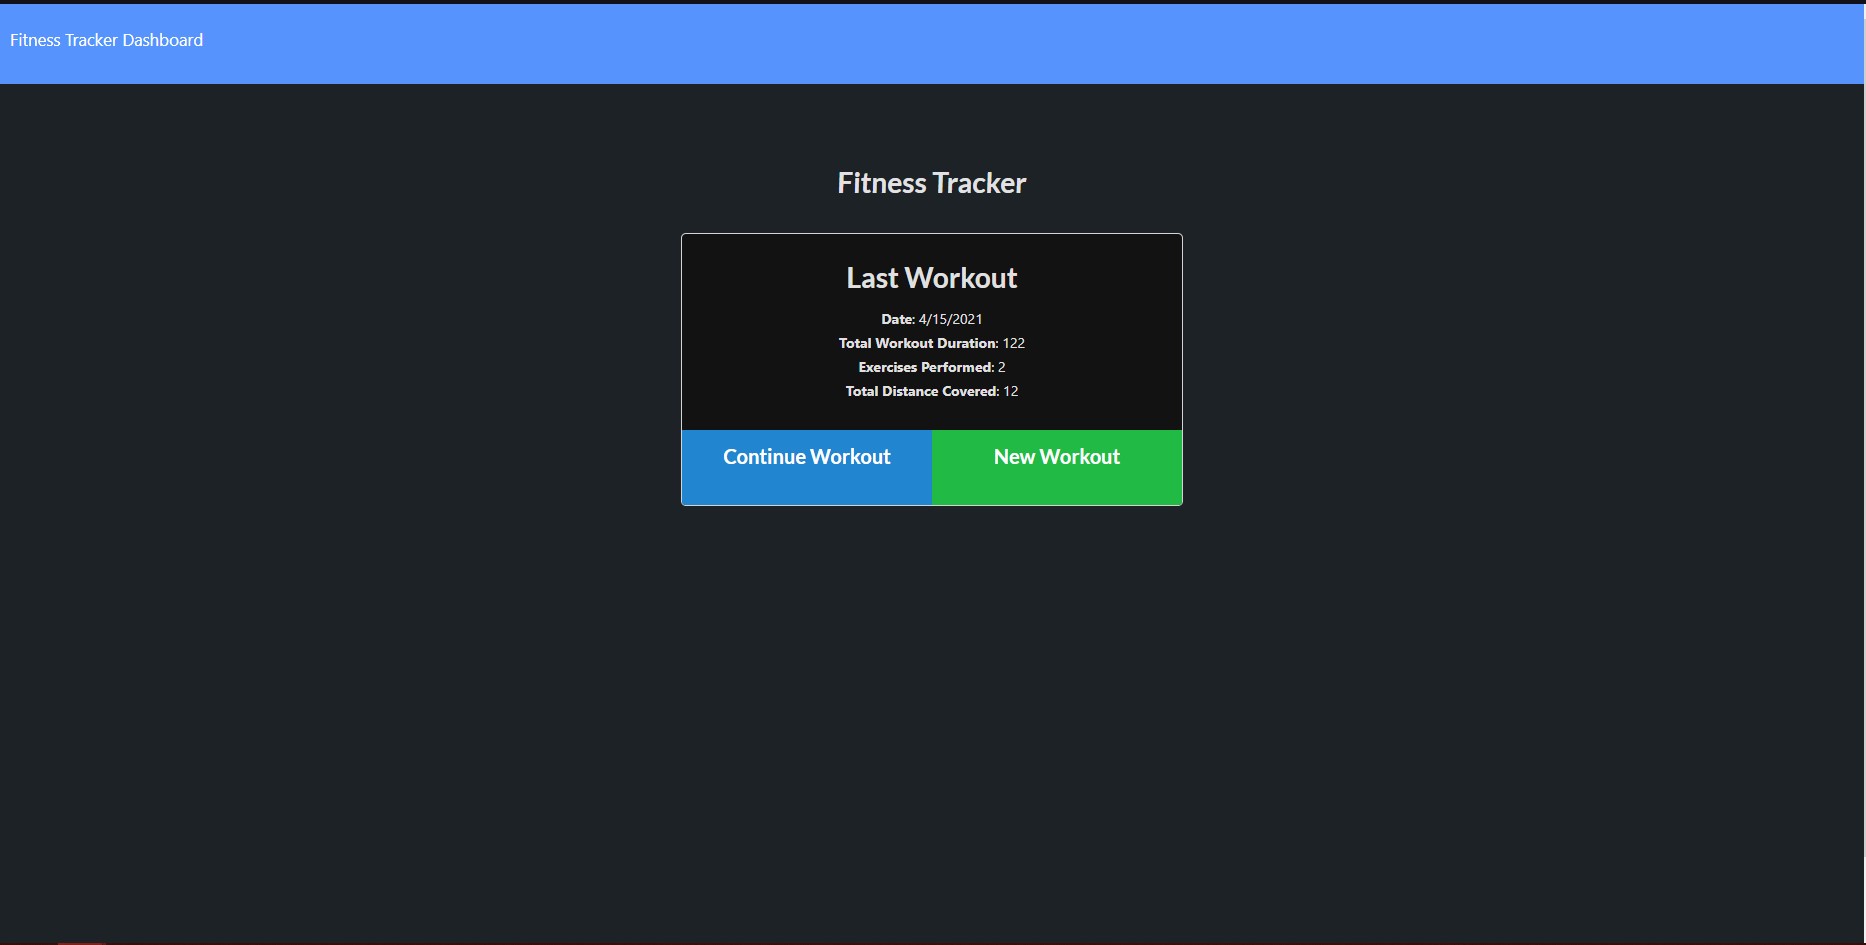 Fitness Tracker Dashboard
Fitness Tracker
Last Workout
Date: 4/15/2021
Total Workout Duration: 122
Exercises Performed: 2
Total Distance Covered: 12
Continue Workout
New Workout